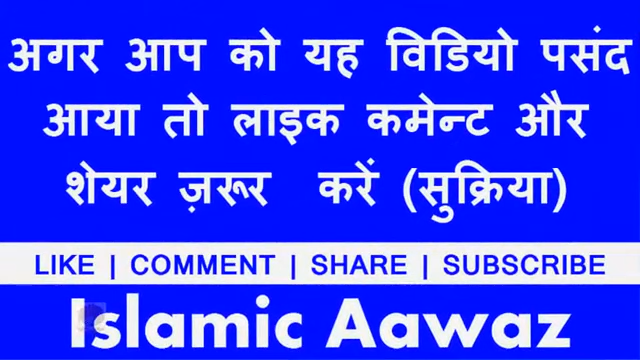 अगर आप को यह विडियो पसंद
आया तो लाइक कमेन्ट और
शेयर ज़रूर करें (सुक्रिया)
LIKE | COMMENT | SHARE | SUBSCRIBE
Islamic Aawaz